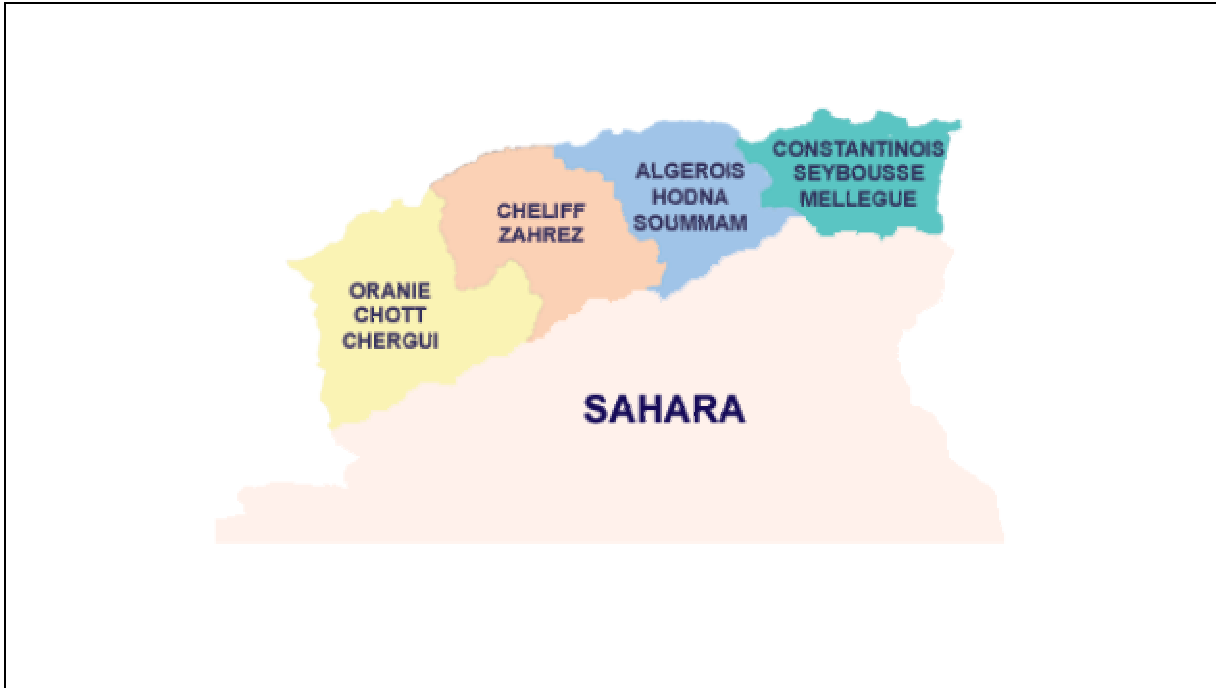 CONSTANTINOIS
SEYBOUSSE
MELLEGUE
ALGEROIS
HODNA
SOUMMAM
CHELIFF
ZAHREZ
ORANIE
CHOTT
CHERGUI
SAHARA